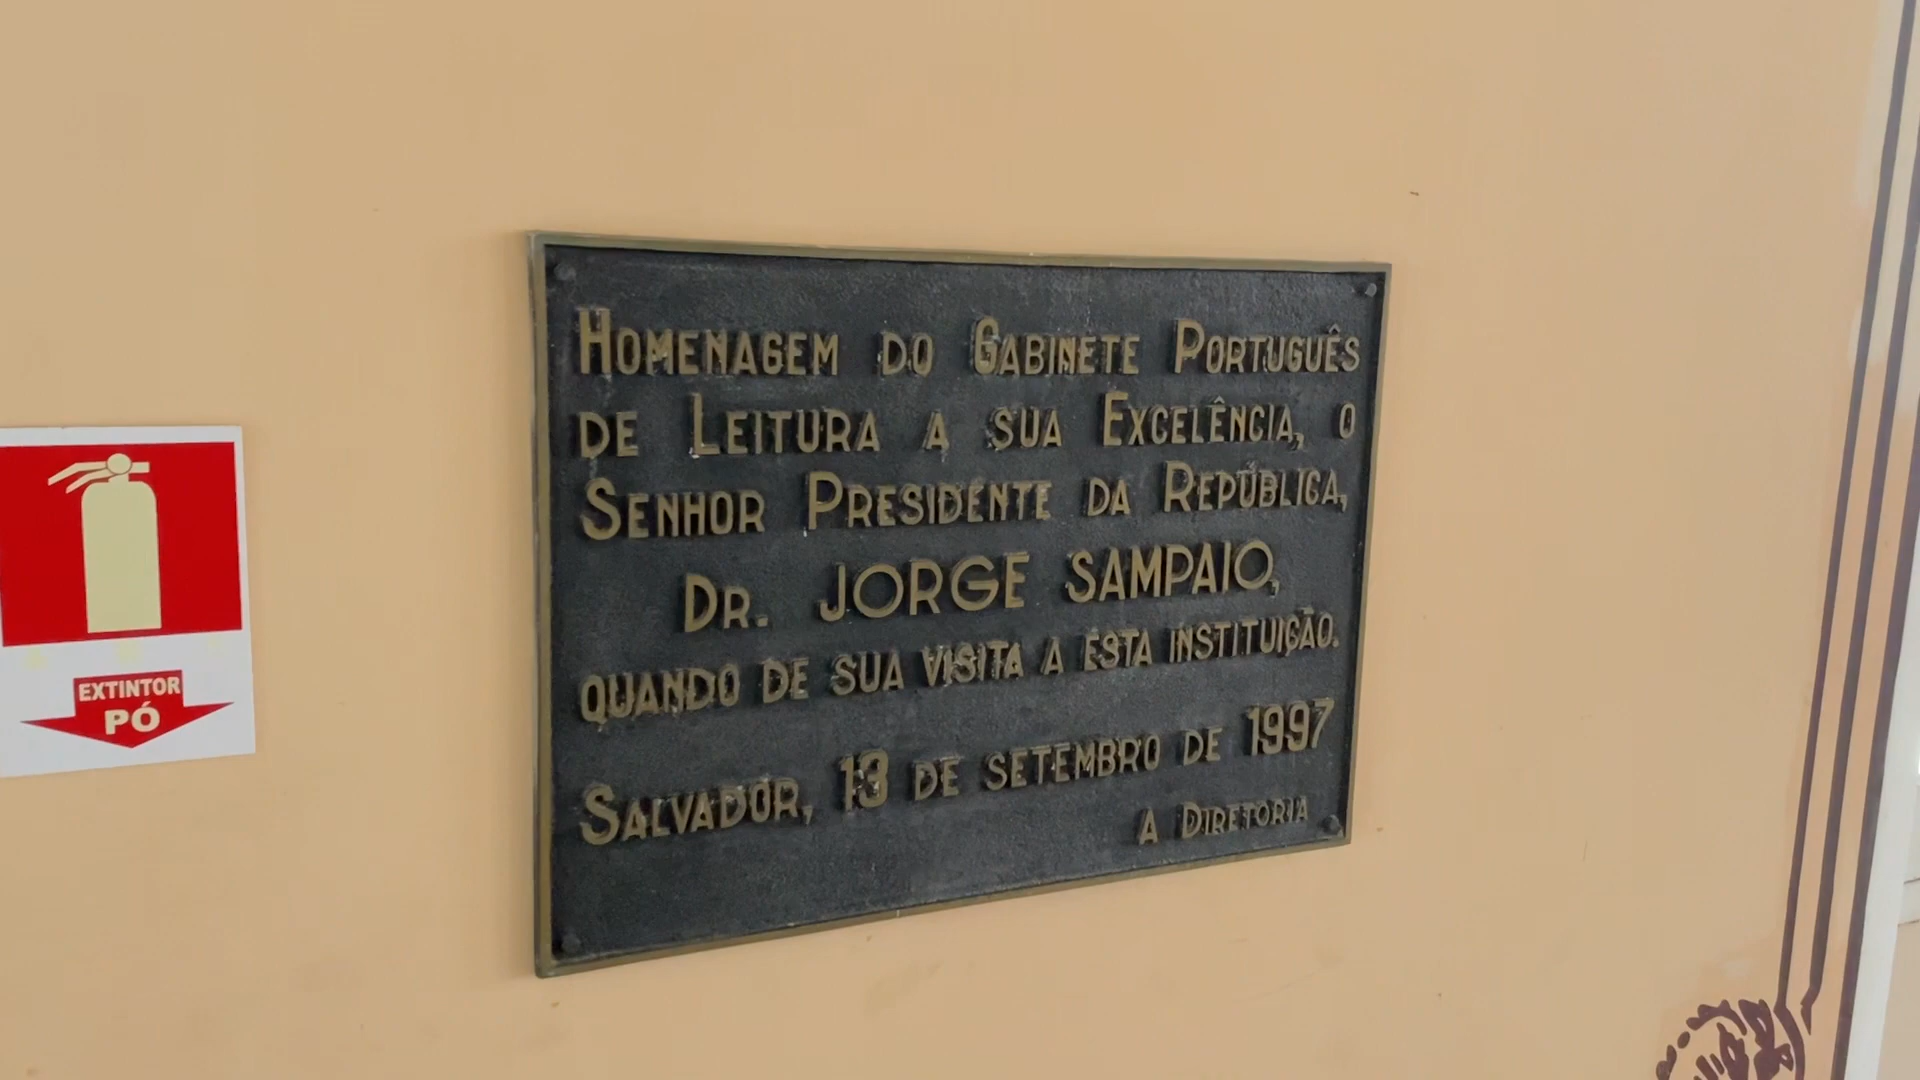 HOMENAGEM DO GABINETE PORTUGUÊS
DE LEITURA A SUA EXCELÊNCIA, O
SENHOR PRESIDENTE DA REPÚBLICA,
DR. JORGE SAMPAIO,
QUANDO DE SUA VISITA A ESTA INSTITUIÇÃO.
SALVADOR, 13 DE SETEMBRO DE 1997
A DIRETORIA
EXTINTOR
PÓ